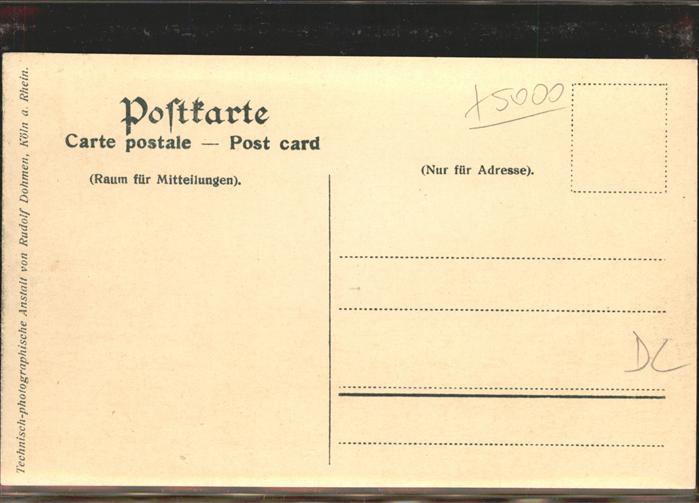 Postkarte
Carte postale — Post card
(Raum für Mitteilungen).
(Nur für Adresse).
5000
DC
Technisch-photographische Anstalt von Rudolf Dohmen, Köln a. Rhein.